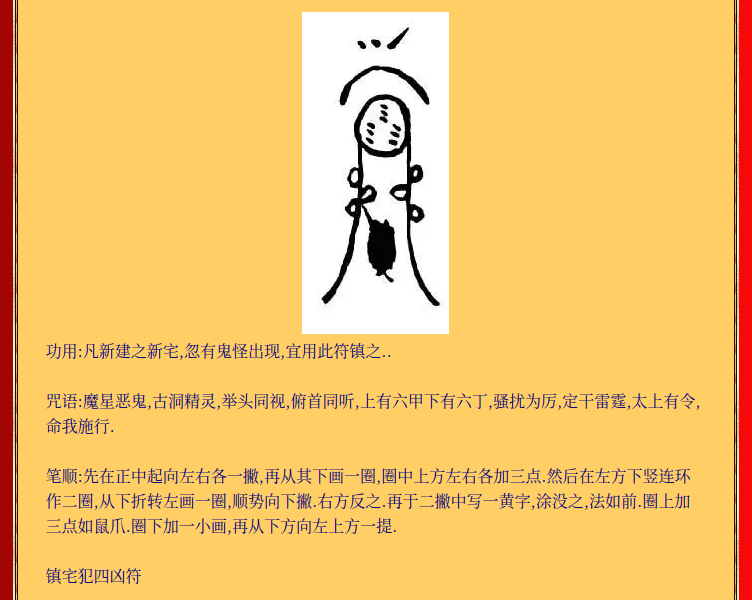 功用:凡新建之新宅,忽有鬼怪出现,宜用此符镇之..
咒语:魔星恶鬼,古洞精灵,举头同视,俯首同听,上有六甲下有六丁,骚扰为厉,定干雷霆,太上有令,
命我施行.
笔顺:先在正中起向左右各一撇,再从其下画一圈,圈中上方左右各加三点.然后在左方下竖连环
作二圈,从下折转左画一圈,顺势向下撇.右方反之.再于二撇中写一黄字,涂没之,法如前.圈上加
三点如鼠爪.圈下加一小画,再从下方向左上方一提.
镇宅犯四凶符